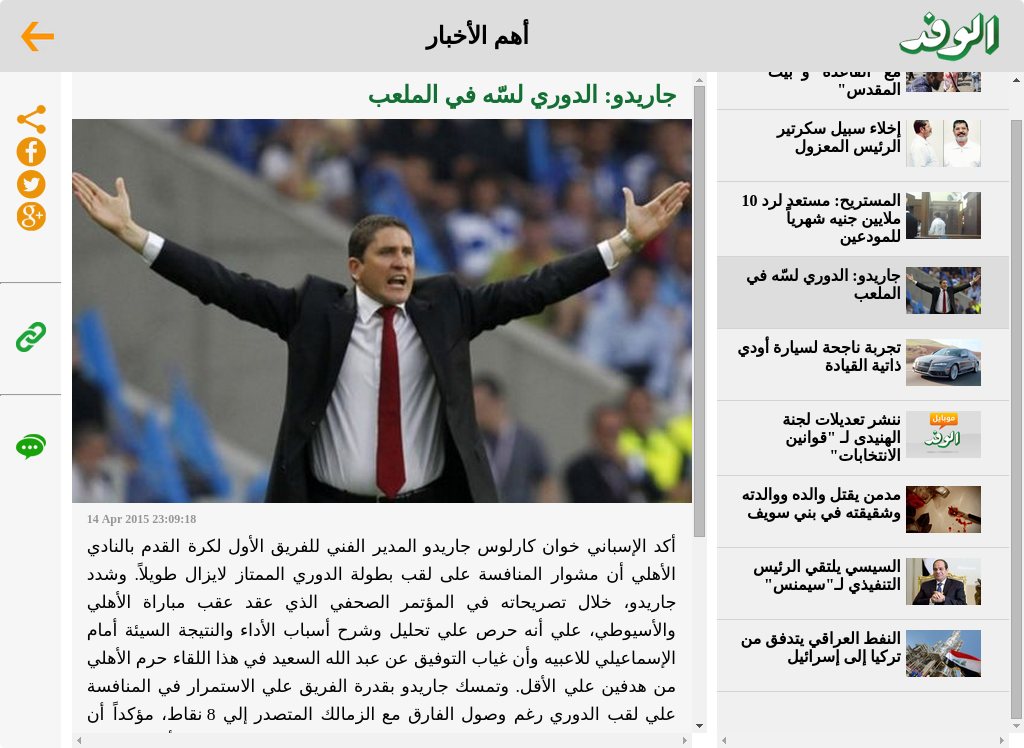 أهم الأخبار
الوفد
جاريدو: الدوري لسّه في الملعب
14 Apr 2015 23:09:18
أكد الإسباني خوان كارلوس جاريدو المدير الفني للفريق الأول لكرة القدم بالنادي
الأهلي أن مشوار المنافسة على لقب بطولة الدوري الممتاز لايزال طويلاً. وشدد
جاريدو، خلال تصريحاته في المؤتمر الصحفي الذي عقد عقب مباراة الأهلي
والأسيوطي، علي أنه حرص علي تحليل وشرح أسباب الأداء والنتيجة السيئة أمام
الإسماعيلي للاعبيه وأن غياب التوفيق عن عبد الله السعيد في هذا اللقاء حرم الأهلي
من هدفين علي الأقل. وتمسك جاريدو بقدرة الفريق علي الاستمرار في المنافسة
علي لقب الدوري رغم وصول الفارق مع الزمالك المتصدر إلي 8 نقاط، مؤكداً أن
مع "القاعدة" و"بيت
المقدس"
إخلاء سبيل سكرتير
الرئيس المعزول
المستريح: مستعد لرد 10
ملايين جنيه شهرياً
للمودعين
جاريدو: الدوري لسّه في
الملعب
تجربة ناجحة لسيارة أودي
ذاتية القيادة
ننشر تعديلات لجنة
الهنيدى لـ "قوانين
الانتخابات"
موبايل
الوفد
مدمن يقتل والده ووالدته
وشقيقته في بني سويف
السيسي يلتقي الرئيس
التنفيذي لـ"سيمنس"
النفط العراقي يتدفق من
تركيا إلى إسرائيل